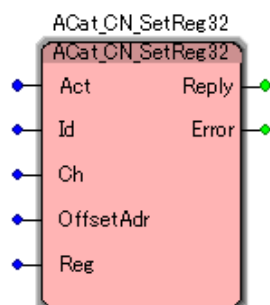 ACat_CN_SetReg32
ACat_CN_SetReg32
Act Reply
Id Error
Ch
OffsetAdr
Reg